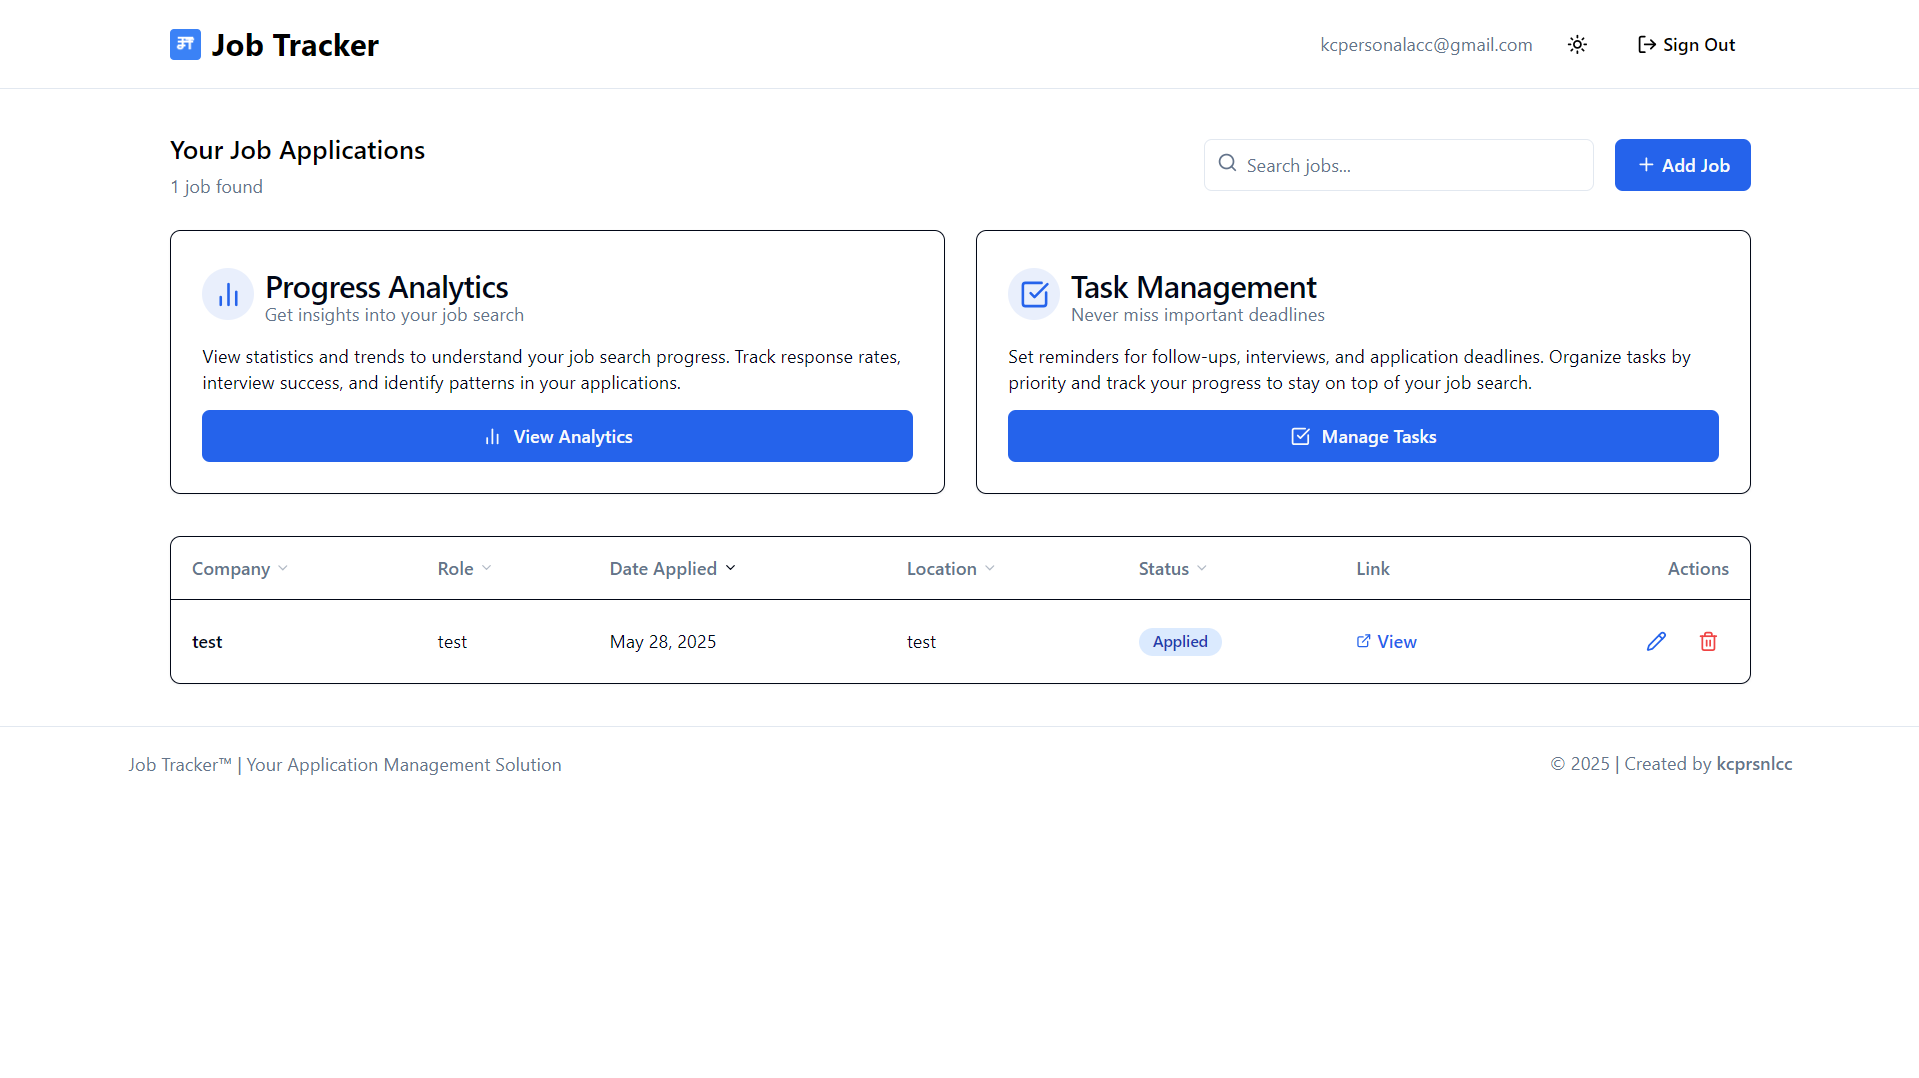 JT Job Tracker
kcpersonalacc@gmail.com
Sign Out
Your Job Applications
1 job found
Search jobs...
Add Job
Progress Analytics
Get insights into your job search
View statistics and trends to understand your job search progress. Track response rates,
interview success, and identify patterns in your applications.
View Analytics
Task Management
Never miss important deadlines
Set reminders for follow-ups, interviews, and application deadlines. Organize tasks by
priority and track your progress to stay on top of your job search.
Manage Tasks
Company Role Date Applied Location Status Link Actions
test test May 28, 2025 test Applied View
Job Tracker™ | Your Application Management Solution
© 2025 | Created by kcprsnlcc